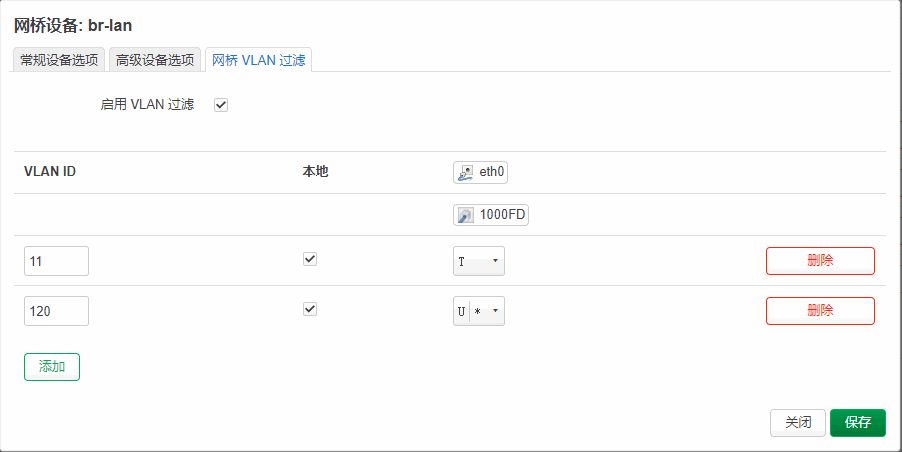 网桥设备: br-lan
常规设备选项 高级设备选项 网桥 VLAN 过滤
启用 VLAN 过滤
VLAN ID 本地 eth0
1000FD
11 T 删除
120 U * 删除
添加
关闭 保存